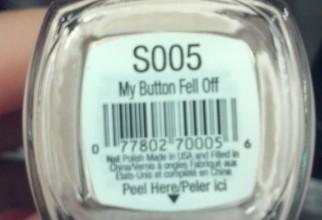 S005
My Button Fell Off
0 77802 70005 6
Nail Polish Made in USA and Filled in
China/Vernis à ongles Fabriqué aux
États-Unis et complété en Chine.
Peel Here/Peler ici